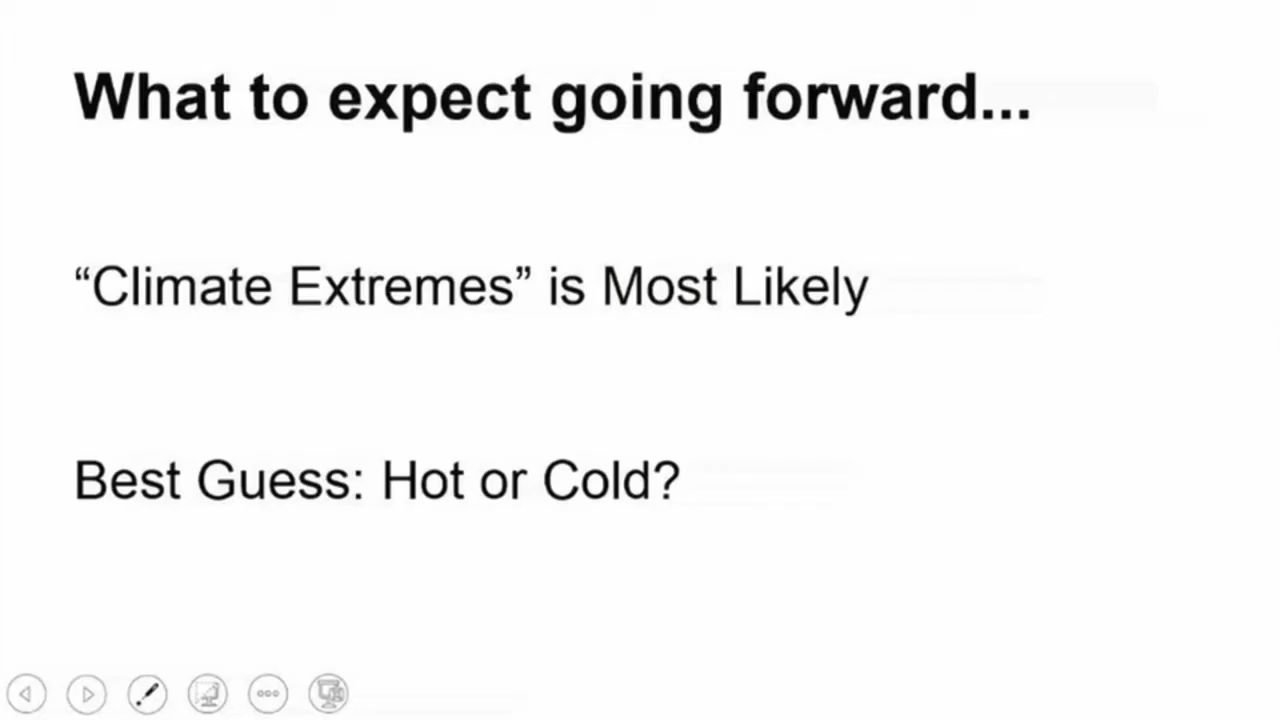 What to expect going forward...
“Climate Extremes” is Most Likely
Best Guess: Hot or Cold?